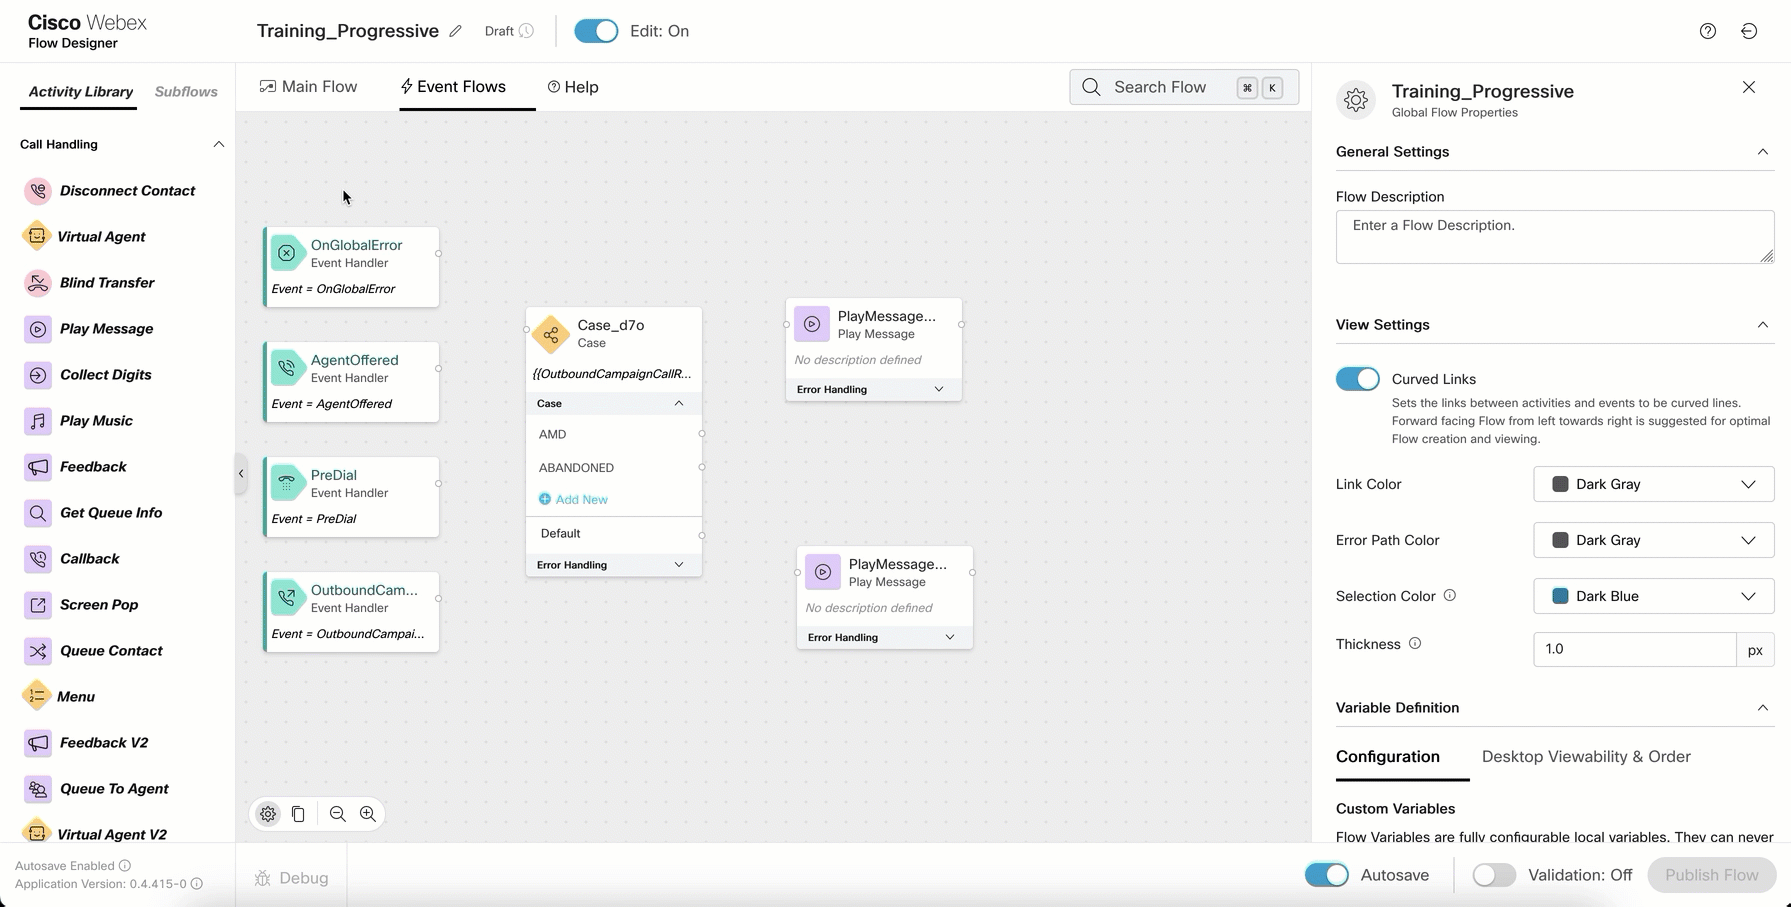 Cisco Webex
Flow Designer
Training_Progressive
Draft
Edit: On
Activity Library
Subflows
Call Handling
Disconnect Contact
Virtual Agent
Blind Transfer
Play Message
Collect Digits
Play Music
Feedback
Get Queue Info
Callback
Screen Pop
Queue Contact
Menu
Feedback V2
Queue To Agent
Virtual Agent V2
Autosave Enabled
Application Version: 0.4.415-0
Main Flow
Event Flows
Help
Search Flow
⌘ K
OnGlobalError
Event Handler
Event = OnGlobalError
AgentOffered
Event Handler
Event = AgentOffered
PreDial
Event Handler
Event = PreDial
OutboundCam...
Event Handler
Event = OutboundCampai...
Case_d7o
Case
{{OutboundCampaignCallR...
Case
AMD
ABANDONED
Add New
Default
Error Handling
PlayMessage...
Play Message
No description defined
Error Handling
PlayMessage...
Play Message
No description defined
Error Handling
Debug
Training_Progressive
Global Flow Properties
General Settings
Flow Description
Enter a Flow Description.
View Settings
Curved Links
Sets the links between activities and events to be curved lines.
Forward facing Flow from left towards right is suggested for optimal
Flow creation and viewing.
Link Color
Dark Gray
Error Path Color
Dark Gray
Selection Color
Dark Blue
Thickness
1.0
px
Variable Definition
Configuration
Desktop Viewability & Order
Custom Variables
Flow Variables are fully configurable local variables. They can never
Autosave
Validation: Off
Publish Flow